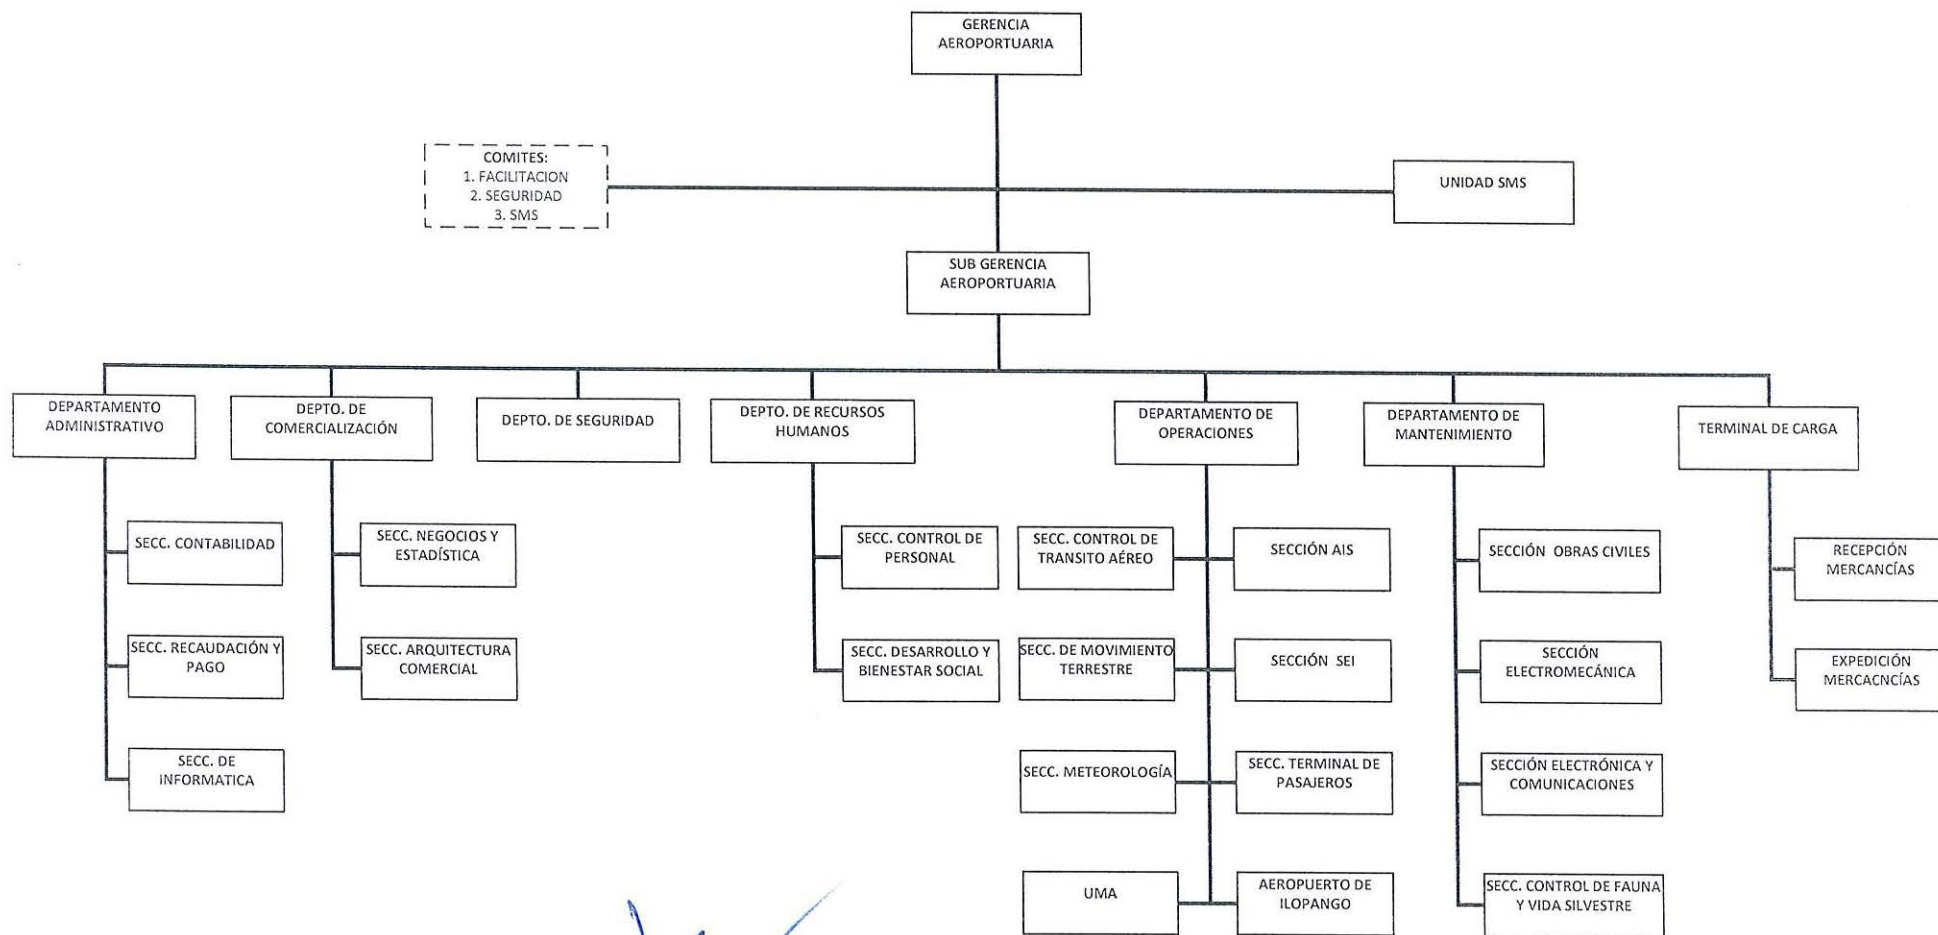 GERENCIA
AEROPORTUARIA
COMITES:
1. FACILITACION
2. SEGURIDAD
3. SMS
UNIDAD SMS
SUB GERENCIA
AEROPORTUARIA
DEPARTAMENTO
ADMINISTRATIVO
DEPTO. DE
COMERCIALIZACIÓN
DEPTO. DE SEGURIDAD
DEPTO. DE RECURSOS
HUMANOS
DEPARTAMENTO DE
OPERACIONES
DEPARTAMENTO DE
MANTENIMIENTO
TERMINAL DE CARGA
SECC. CONTABILIDAD
SECC. RECAUDACIÓN Y
PAGO
SECC. DE
INFORMATICA
SECC. NEGOCIOS Y
ESTADÍSTICA
SECC. ARQUITECTURA
COMERCIAL
SECC. CONTROL DE
PERSONAL
SECC. DESARROLLO Y
BIENESTAR SOCIAL
SECC. CONTROL DE
TRANSITO AÉREO
SECCIÓN AIS
SECC. DE MOVIMIENTO
TERRESTRE
SECCIÓN SEI
SECC. METEOROLOGÍA
SECC. TERMINAL DE
PASAJEROS
UMA
AEROPUERTO DE
ILOPANGO
SECCIÓN OBRAS CIVILES
SECCIÓN
ELECTROMECÁNICA
SECCIÓN ELECTRÓNICA Y
COMUNICACIONES
SECC. CONTROL DE FAUNA
Y VIDA SILVESTRE
RECEPCIÓN
MERCANCÍAS
EXPEDICIÓN
MERCACNCÍAS